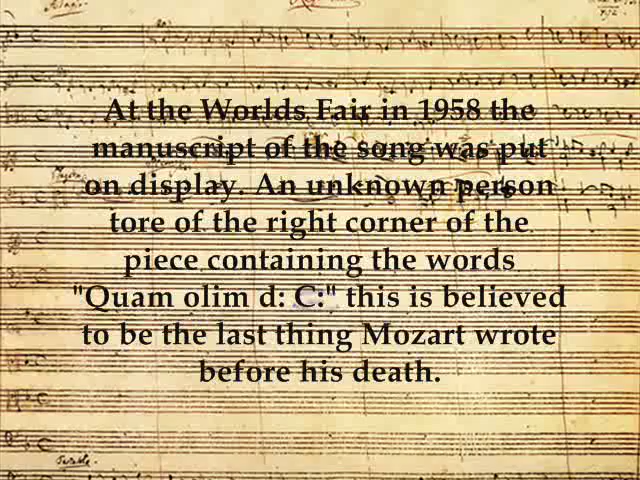 At the Worlds Fair in 1958 the
manuscript of the song was put
on display. An unknown person
tore of the right corner of the
piece containing the words
"Quam olim d: C:" this is believed
to be the last thing Mozart wrote
before his death.